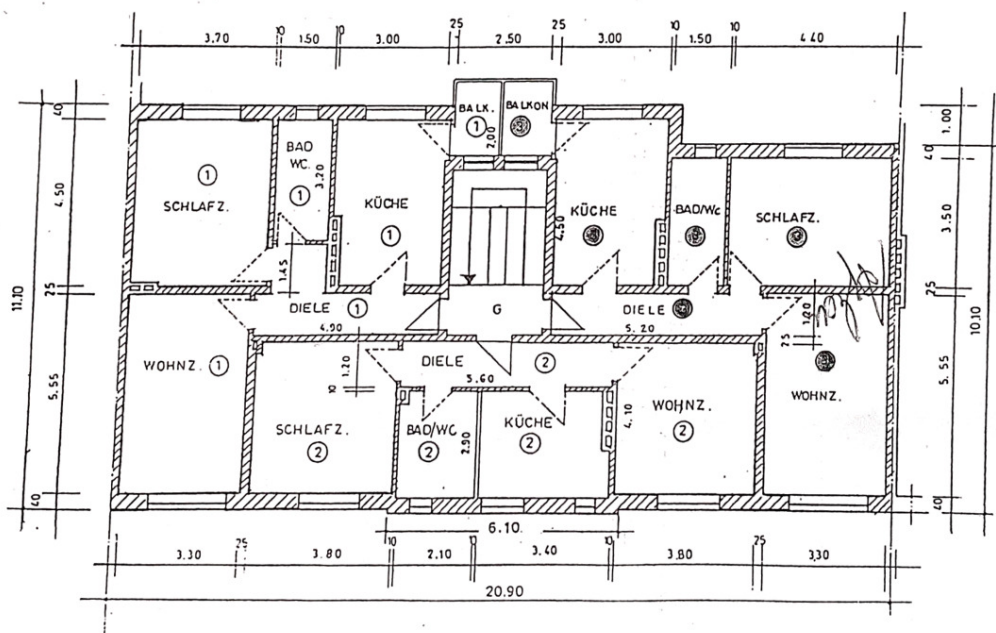 3.70 10 1.50 10 3.00 25 2.50 25 3.00 10 1.50 10 4.40
40 4.50 25 5.55 40
11.10
1.00 40 3.50 25 5.55 40
10.10
BALK. 1
BALKON
2.00
BAD
WC.
1
3.20
1
SCHLAFZ.
KÜCHE
1
KÜCHE
4.50
BAD/WC
SCHLAFZ.
1.45
DIELE 1
4.90
G
DIELE
5.20
1.20
25
WOHNZ. 1
DIELE 2
3.60
1.20
10
WOHNZ.
2
4.10
WOHNZ.
SCHLAFZ.
2
BAD/WC
2
2.90
KÜCHE
2
6.10
3.30 25 3.80 10 2.10 10 3.40 10 3.80 25 3,30
20.90